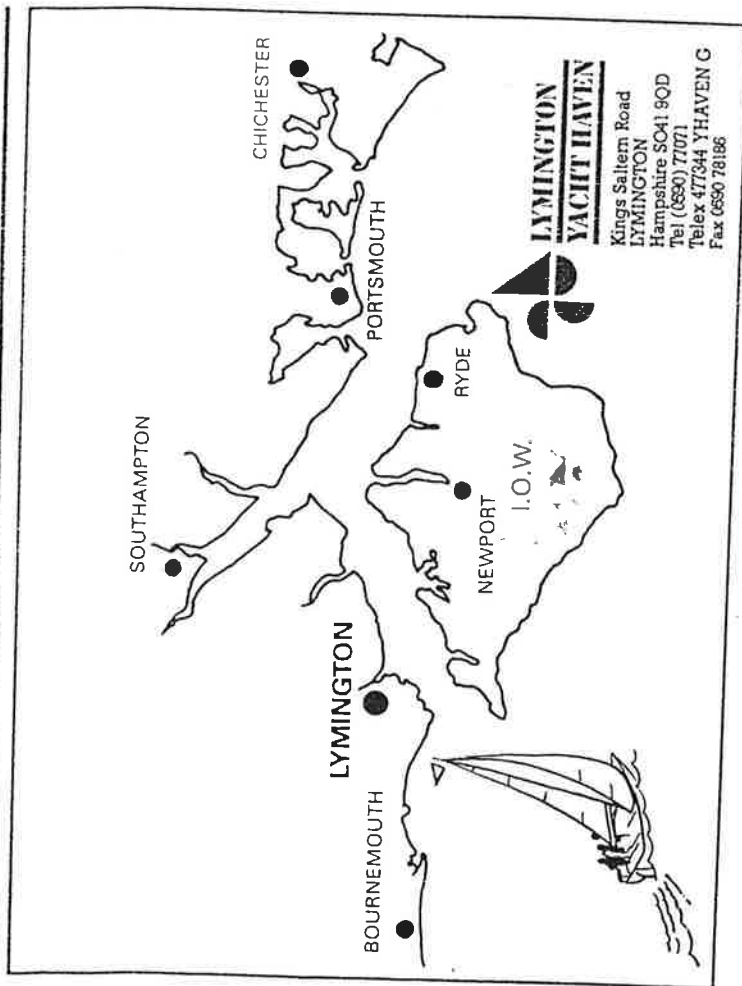 CHICHESTER
SOUTHAMPTON
PORTSMOUTH
LYMINGTON
RYDE
BOURNEMOUTH
NEWPORT
I.O.W.
LYMINGTON
YACHT HAVEN
Kings Saltern Road
LYMINGTON
Hampshire SO41 9QD
Tel (0590) 77071
Telex 477344 YHAVEN G
Fax 0590 78186